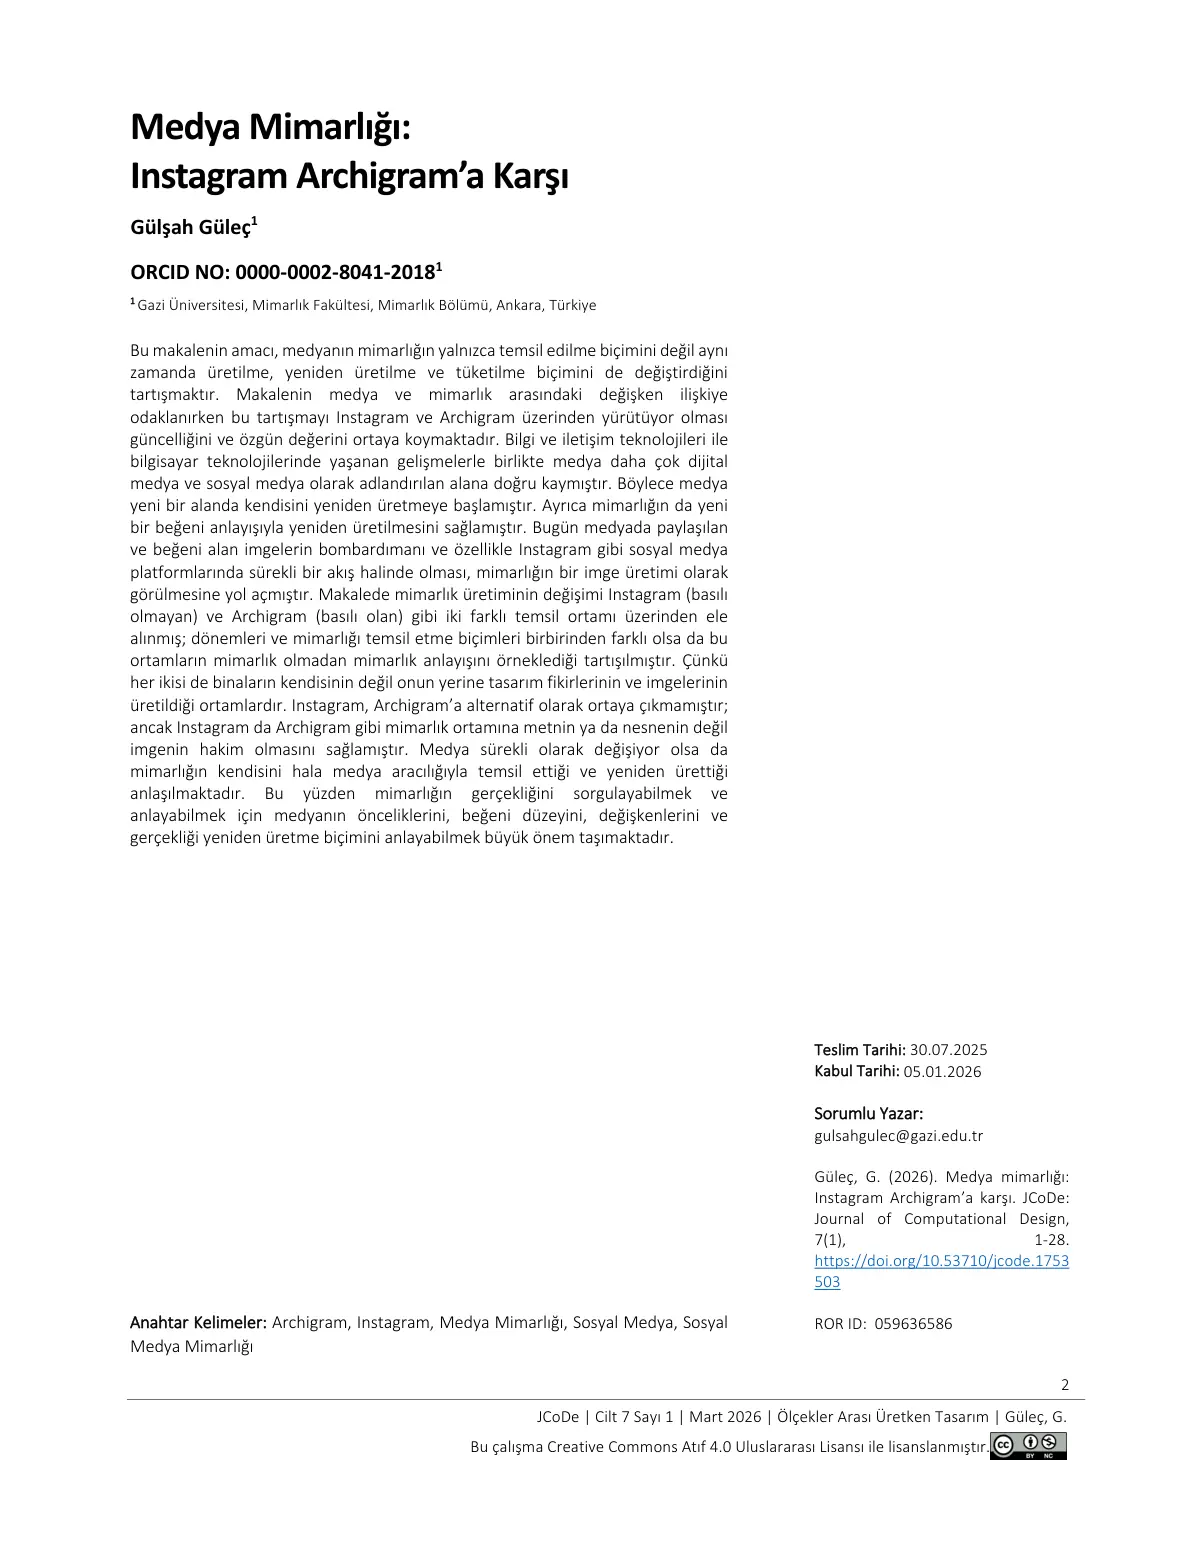 Medya Mimarlığı:
Instagram Archigram’a Karşı
Gülşah Güleç1
ORCID NO: 0000-0002-8041-20181
1 Gazi Üniversitesi, Mimarlık Fakültesi, Mimarlık Bölümü, Ankara, Türkiye
Bu makalenin amacı, medyanın mimarlığın yalnızca temsil edilme biçimini değil aynı
zamanda üretilme, yeniden üretilme ve tüketilme biçimini de değiştirdiğini
tartışmaktır. Makalenin medya ve mimarlık arasındaki değişken ilişkiye
odaklanırken bu tartışmayı Instagram ve Archigram üzerinden yürütüyor olması
güncelliğini ve özgün değerini ortaya koymaktadır. Bilgi ve iletişim teknolojileri ile
bilgisayar teknolojilerinde yaşanan gelişmelerle birlikte medya daha çok dijital
medya ve sosyal medya olarak adlandırılan alana doğru kaymıştır. Böylece medya
yeni bir alanda kendisini yeniden üretmeye başlamıştır. Ayrıca mimarlığın da yeni
bir beğeni anlayışıyla yeniden üretilmesini sağlamıştır. Bugün medyada paylaşılan
ve beğeni alan imgelerin bombardımanı ve özellikle Instagram gibi sosyal medya
platformlarında sürekli bir akış halinde olması, mimarlığın bir imge üretimi olarak
görülmesine yol açmıştır. Makalede mimarlık üretiminin değişimi Instagram (basılı
olmayan) ve Archigram (basılı olan) gibi iki farklı temsil ortamı üzerinden ele
alınmış; dönemleri ve mimarlığı temsil etme biçimleri birbirinden farklı olsa da bu
ortamların mimarlık olmadan mimarlık anlayışını örneklediği tartışılmıştır. Çünkü
her ikisi de binaların kendisinin değil onun yerine tasarım fikirlerinin ve imgelerinin
üretildiği ortamlardır. Instagram, Archigram’a alternatif olarak ortaya çıkmamıştır;
ancak Instagram da Archigram gibi mimarlık ortamına metnin ya da nesnenin değil
imgenin hakim olmasını sağlamıştır. Medya sürekli olarak değişiyor olsa da
mimarlığın kendisini hala medya aracılığıyla temsil ettiği ve yeniden ürettiği
anlaşılmaktadır. Bu yüzden mimarlığın gerçekliğini sorgulayabilmek ve
anlayabilmek için medyanın önceliklerini, beğeni düzeyini, değişkenlerini ve
gerçekliği yeniden üretme biçimini anlayabilmek büyük önem taşımaktadır.
Teslim Tarihi: 30.07.2025
Kabul Tarihi: 05.01.2026
Sorumlu Yazar:
gulsahgulec@gazi.edu.tr
Güleç, G. (2026). Medya mimarlığı:
Instagram Archigram’a karşı. JCoDe:
Journal of Computational Design,
7(1), 1-28.
https://doi.org/10.53710/jcode.1753
503
ROR ID: 059636586
Anahtar Kelimeler: Archigram, Instagram, Medya Mimarlığı, Sosyal Medya, Sosyal
Medya Mimarlığı
2
JCoDe | Cilt 7 Sayı 1 | Mart 2026 | Ölçekler Arası Üretken Tasarım | Güleç, G.
Bu çalışma Creative Commons Atıf 4.0 Uluslararası Lisansı ile lisanslanmıştır.
cc BY NC